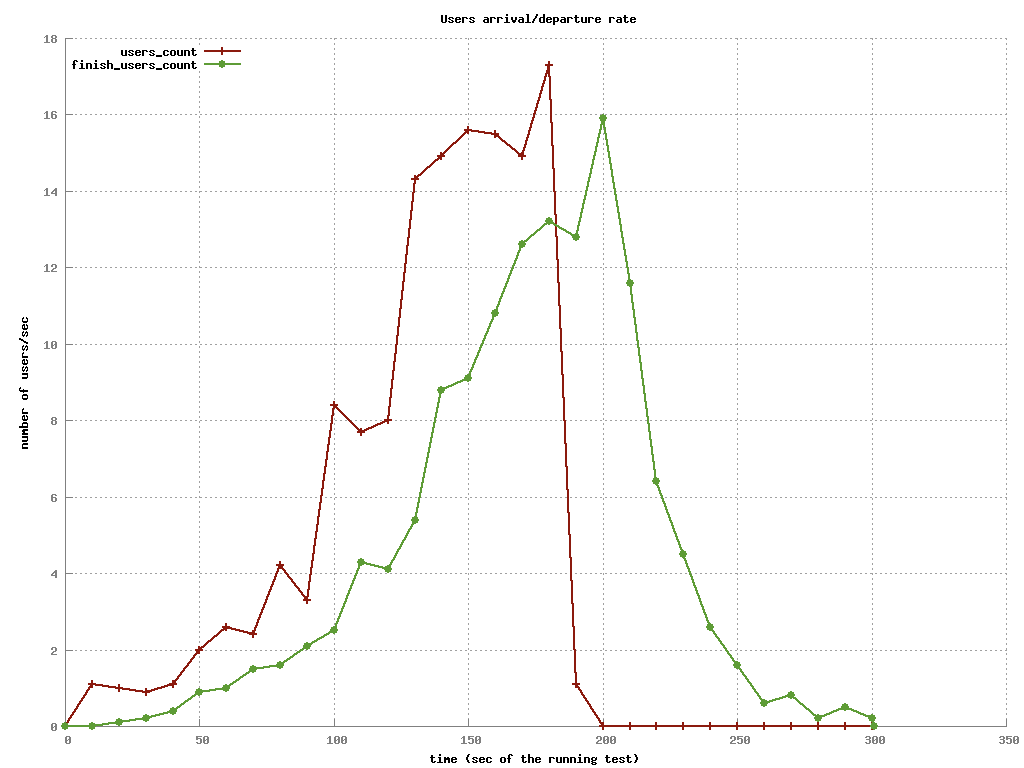 Users arrival/departure rate
users_count
finish_users_count
18
16
14
12
10
8
6
4
2
0
number of users/sec
0 50 100 150 200 250 300 350
time (sec of the running test)